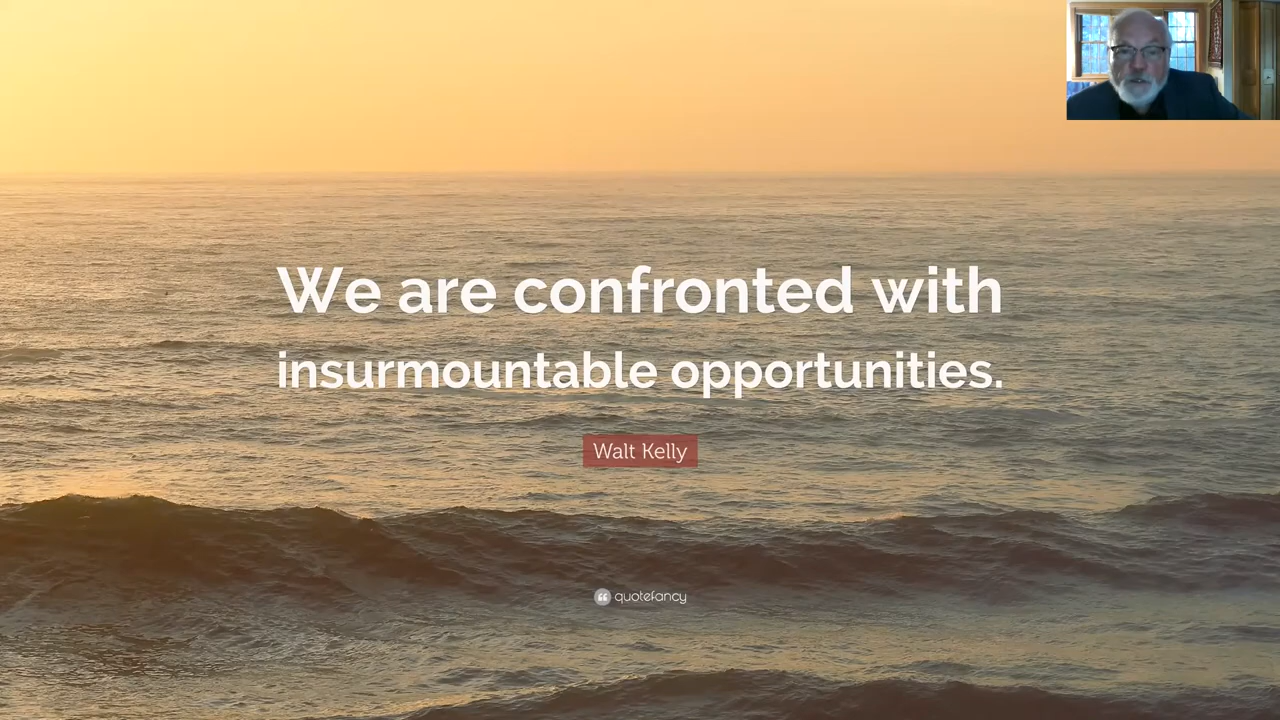 We are confronted with
insurmountable opportunities.
Walt Kelly
quotefancy